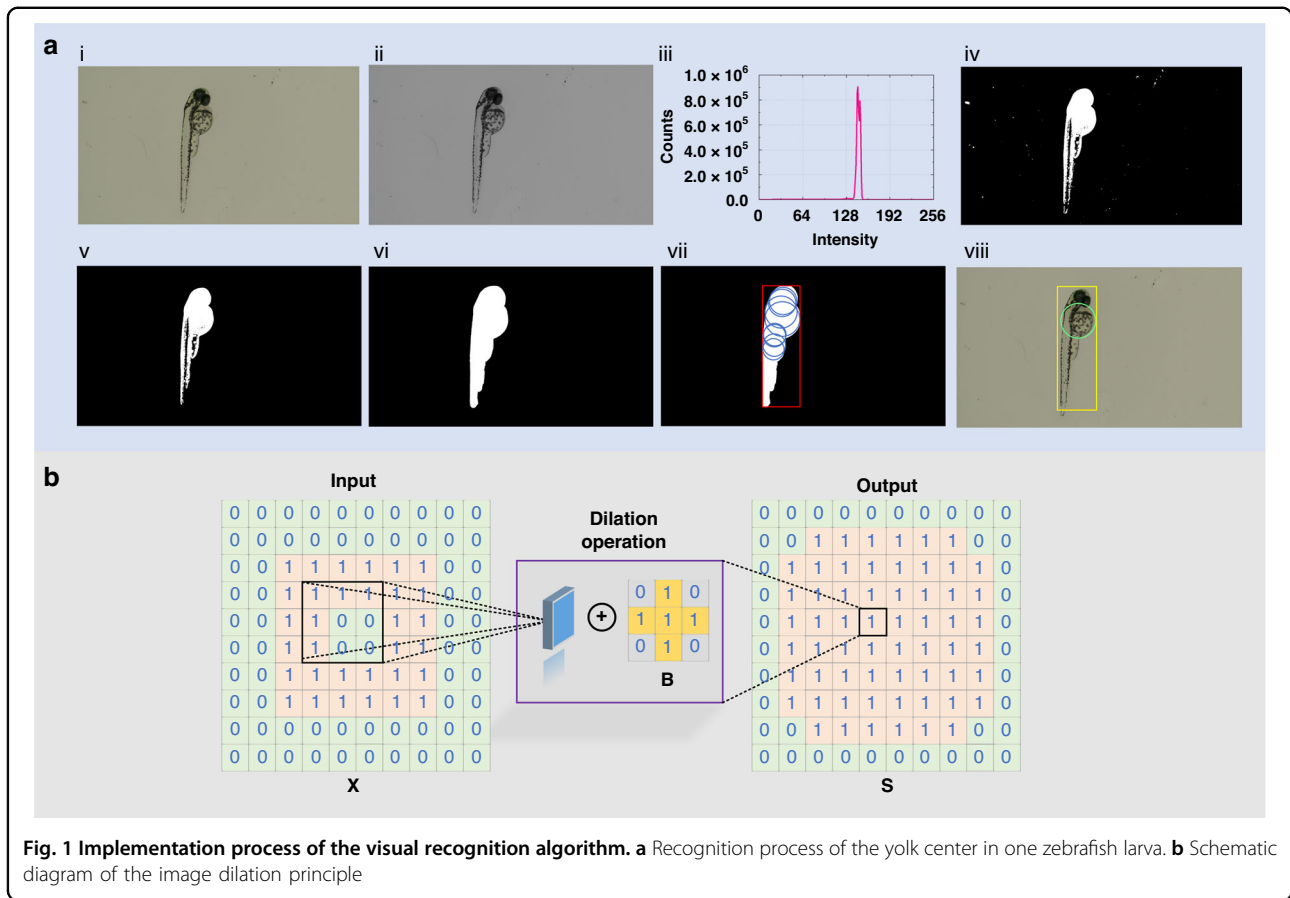 a
i
ii
iii
iv
1.0 × 10⁶
8.0 × 10⁵
6.0 × 10⁵
4.0 × 10⁵
2.0 × 10⁵
0.0
Counts
0 64 128 192 256
Intensity
v
vi
vii
viii
b
Input
0 0 0 0 0 0 0 0 0 0
0 0 0 0 0 0 0 0 0 0
0 0 1 1 1 1 1 1 0 0
0 0 1 1 1 1 1 1 0 0
0 0 1 1 0 0 1 1 0 0
0 0 1 1 0 0 1 1 0 0
0 0 1 1 1 1 1 1 0 0
0 0 1 1 1 1 1 1 0 0
0 0 0 0 0 0 0 0 0 0
0 0 0 0 0 0 0 0 0 0
X
Dilation
operation
+
0 1 0
1 1 1
0 1 0
B
Output
0 0 0 0 0 0 0 0 0 0
0 0 1 1 1 1 1 1 0 0
0 1 1 1 1 1 1 1 1 0
0 1 1 1 1 1 1 1 1 0
0 1 1 1 1 1 1 1 1 0
0 1 1 1 1 1 1 1 1 0
0 1 1 1 1 1 1 1 1 0
0 1 1 1 1 1 1 1 1 0
0 0 1 1 1 1 1 1 0 0
0 0 0 0 0 0 0 0 0 0
S
Fig. 1 Implementation process of the visual recognition algorithm. a Recognition process of the yolk center in one zebrafish larva. b Schematic
diagram of the image dilation principle